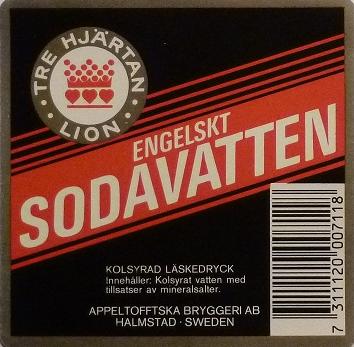 TRE HJÄRTAN
· LION ·
ENGELSKT
SODAVATTEN
KOLSYRAD LÄSKEDRYCK
Innehåller: Kolsyrat vatten med
tillsatser av mineralsalter.
APPELTOFFTSKA BRYGGERI AB
HALMSTAD · SWEDEN
7 311120 007118